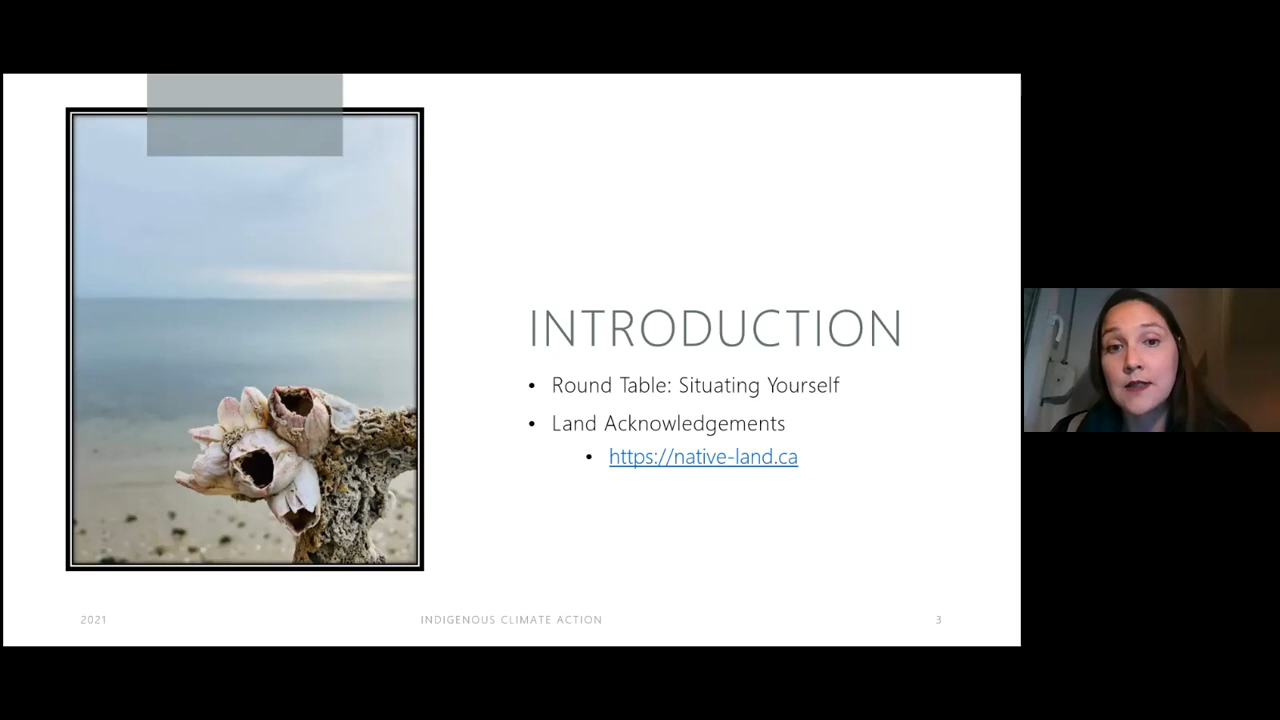 INTRODUCTION
• Round Table: Situating Yourself
• Land Acknowledgements
• https://native-land.ca
2021
INDIGENOUS CLIMATE ACTION
3